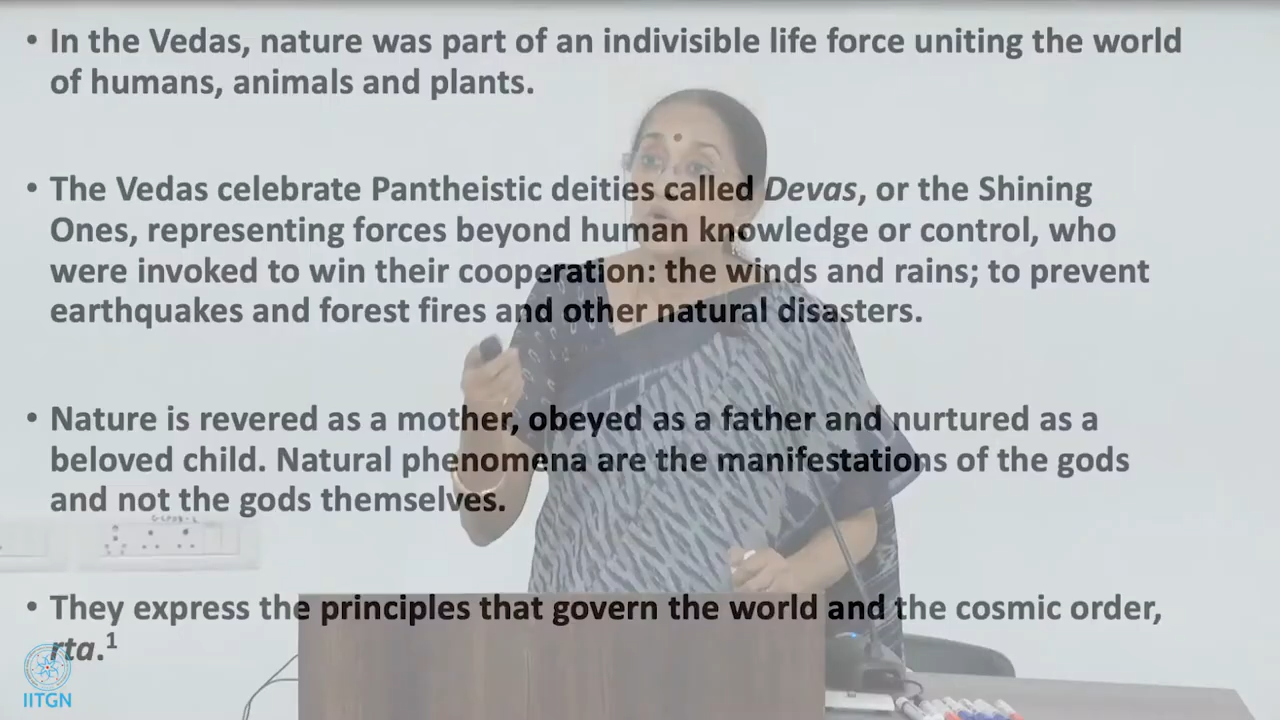 • In the Vedas, nature was part of an indivisible life force uniting the world
of humans, animals and plants.
• The Vedas celebrate Pantheistic deities called Devas, or the Shining
Ones, representing forces beyond human knowledge or control, who
were invoked to win their cooperation: the winds and rains; to prevent
earthquakes and forest fires and other natural disasters.
• Nature is revered as a mother, obeyed as a father and nurtured as a
beloved child. Natural phenomena are the manifestations of the gods
and not the gods themselves.
• They express the principles that govern the world and the cosmic order,
rta.¹
IITGN